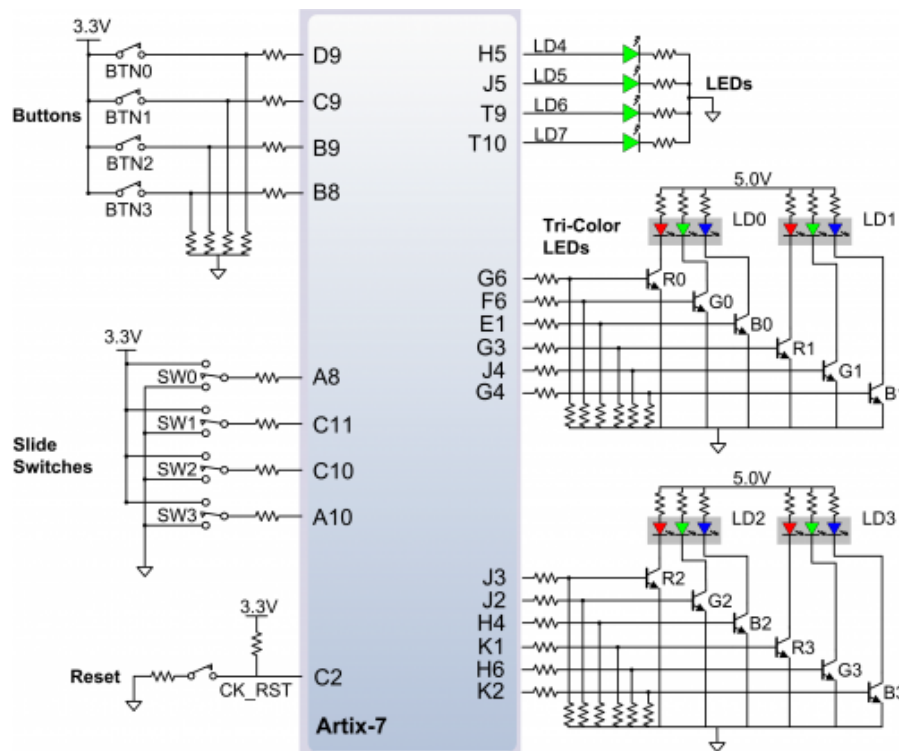 3.3V
BTN0
BTN1
BTN2
BTN3
Buttons
D9
C9
B9
B8
3.3V
SW0
SW1
SW2
SW3
Slide
Switches
A8
C11
C10
A10
3.3V
Reset
CK_RST
C2
Artix-7
H5
LD4
J5
LD5
T9
LD6
T10
LD7
LEDs
5.0V
Tri-Color
LEDs
LD0
LD1
G6
R0
F6
G0
E1
B0
G3
R1
J4
G1
G4
B1
5.0V
LD2
LD3
J3
R2
J2
G2
H4
B2
K1
R3
H6
G3
K2
B3